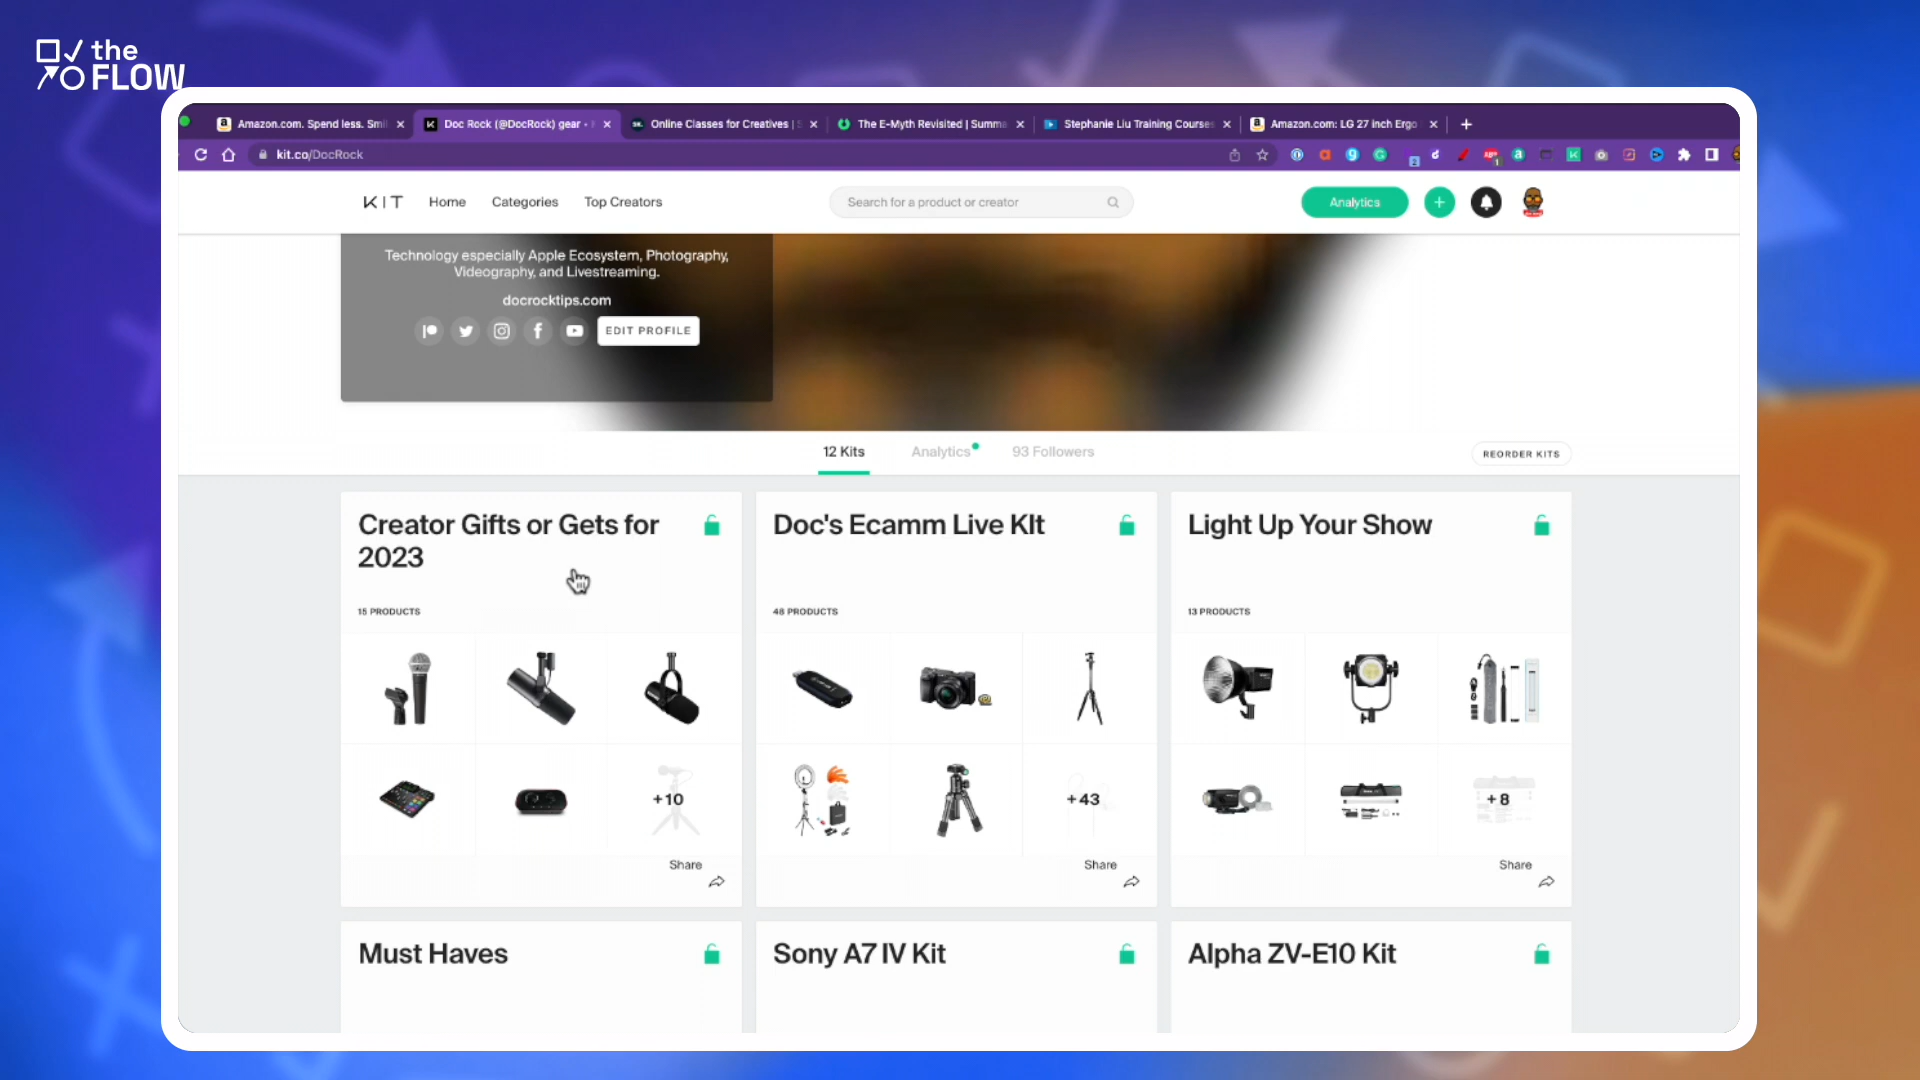 the
FLOW
Amazon.com. Spend less. Smil
Doc Rock (@DocRock) gear •
Online Classes for Creatives |
The E-Myth Revisited | Summa
Stephanie Liu Training Courses
Amazon.com: LG 27 inch Ergo
kit.co/DocRock
KIT
Home
Categories
Top Creators
Search for a product or creator
Analytics
Technology especially Apple Ecosystem, Photography,
Videography, and Livestreaming.
docrocktips.com
EDIT PROFILE
12 Kits
Analytics
93 Followers
REORDER KITS
Creator Gifts or Gets for
2023
15 PRODUCTS
+10
Share
Doc's Ecamm Live KIt
48 PRODUCTS
+43
Share
Light Up Your Show
13 PRODUCTS
+8
Share
Must Haves
Sony A7 IV Kit
Alpha ZV-E10 Kit